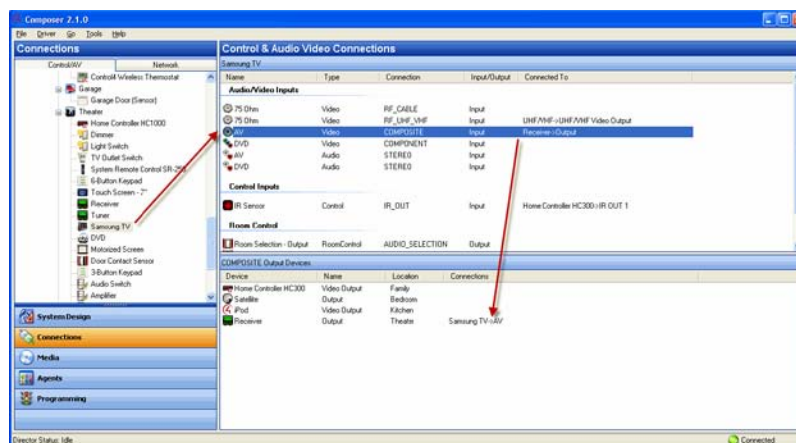 Composer 2.1.0
File Driver Go Tools Help
Connections
Control/AV Network
Control4 Wireless Thermostat
Garage
Garage Door (Sensor)
Theater
Home Controller HC1000
Dimmer
Light Switch
TV Outlet Switch
System Remote Control SR-250
6-Button Keypad
Touch Screen - 7"
Receiver
Tuner
Samsung TV
DVD
Motorized Screen
Door Contact Sensor
3-Button Keypad
Audio Switch
Amplifier
System Design
Connections
Media
Agents
Programming
Control & Audio Video Connections
Samsung TV
Name Type Connection Input/Output Connected To
Audio/Video Inputs
75 Ohm Video RF_CABLE Input
75 Ohm Video RF_UHF_VHF Input UHF/VHF->UHF/VHF Video Output
AV Video COMPOSITE Input Receiver->Output
DVD Video COMPONENT Input
AV Audio STEREO Input
DVD Audio STEREO Input
Control Inputs
IR Sensor Control IR_OUT Input Home Controller HC300->IR OUT 1
Room Control
Room Selection - Output RoomControl AUDIO_SELECTION Output
COMPOSITE Output Devices
Device Name Location Connections
Home Controller HC300 Video Output Family
Satellite Output Bedroom
iPod Video Output Kitchen
Receiver Output Theater Samsung TV->AV
Director Status: Idle Connected